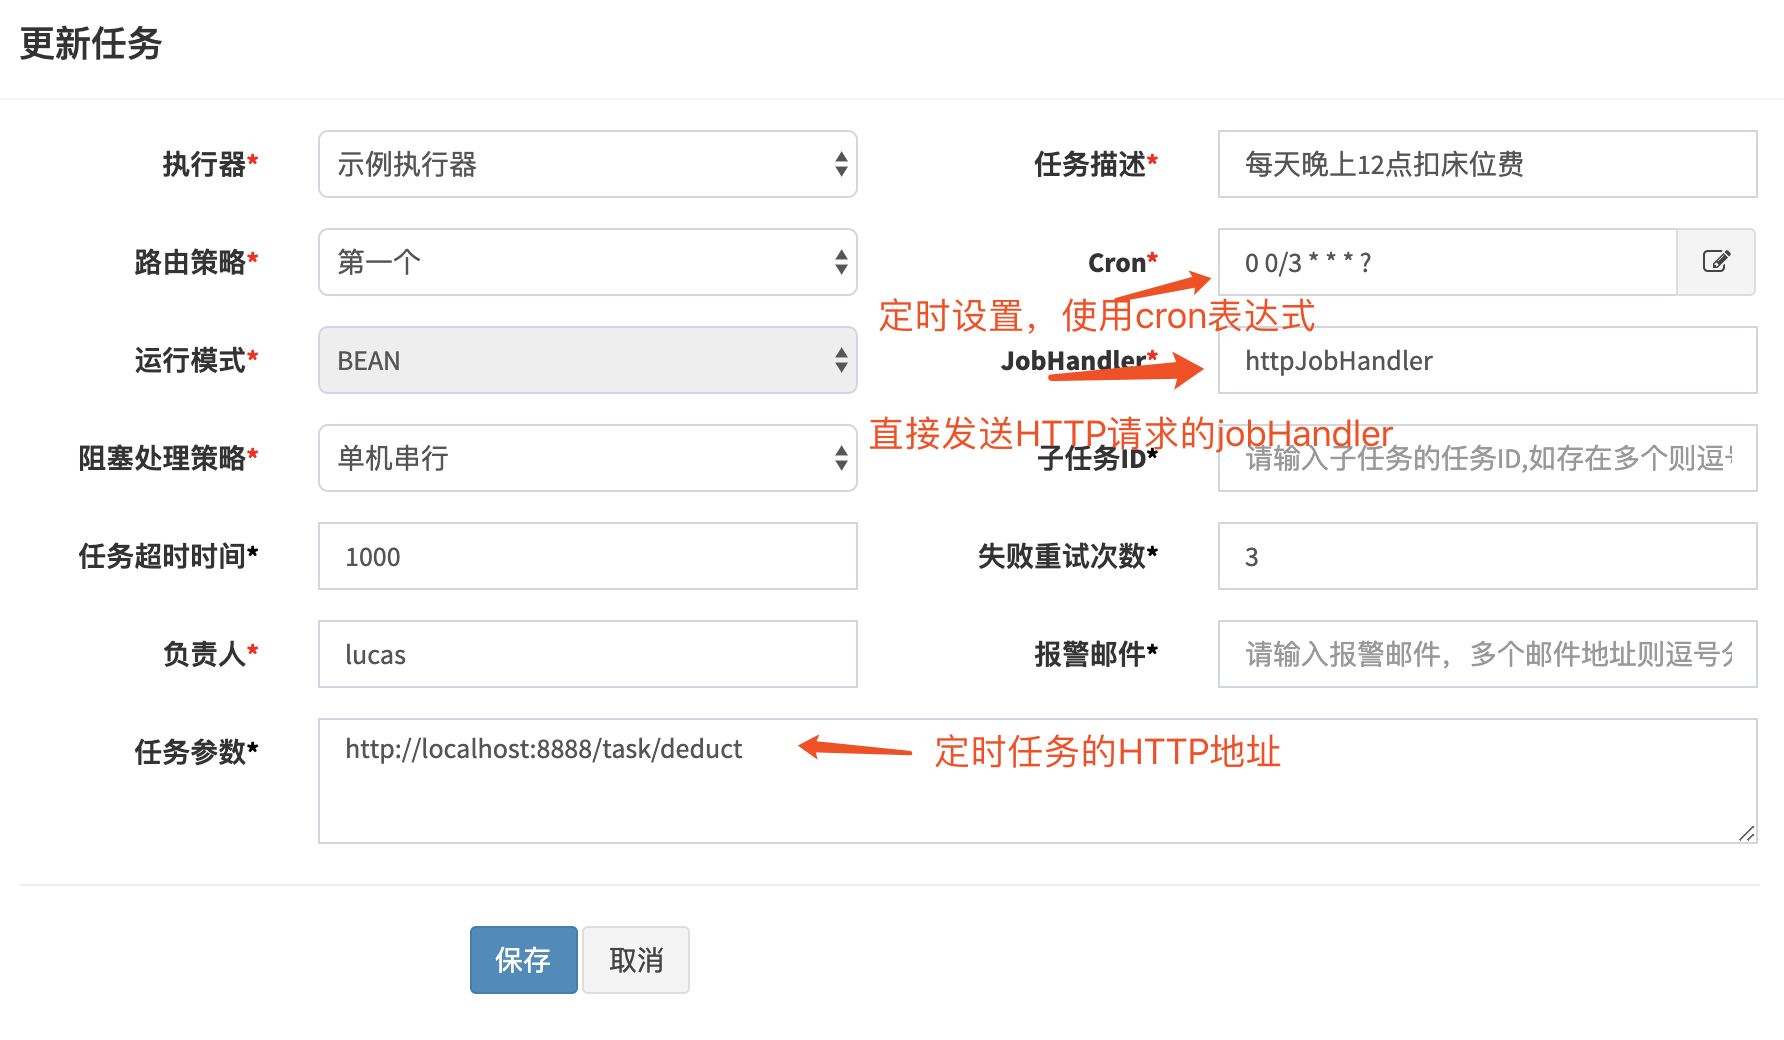 更新任务
执行器* 示例执行器 任务描述* 每天晚上12点扣床位费
路由策略* 第一个 Cron* 0 0/3 * * * ?
定时设置，使用cron表达式
运行模式* BEAN JobHandler* httpJobHandler
直接发送HTTP请求的jobHandler
阻塞处理策略* 单机串行 子任务ID* 请输入子任务的任务ID,如存在多个则逗
任务超时时间* 1000 失败重试次数* 3
负责人* lucas 报警邮件* 请输入报警邮件，多个邮件地址则逗号分
任务参数* http://localhost:8888/task/deduct 定时任务的HTTP地址
保存 取消